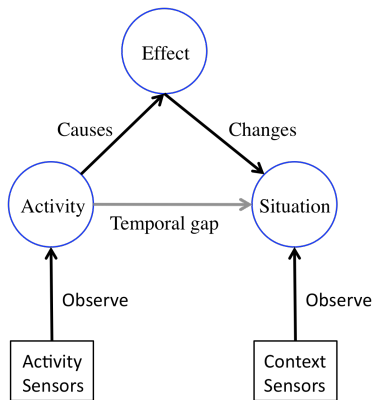 Effect
Causes
Changes
Activity
Situation
Temporal gap
Observe
Observe
Activity
Sensors
Context
Sensors